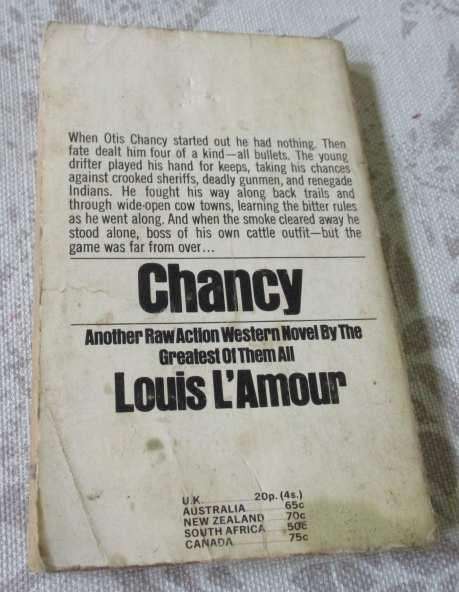 When Otis Chancy started out he had nothing. Then
fate dealt him four of a kind—all bullets. The young
drifter played his hand for keeps, taking his chances
against crooked sheriffs, deadly gunmen, and renegade
Indians. He fought his way along back trails and
through wide-open cow towns, learning the bitter rules
as he went along. And when the smoke cleared away he
stood alone, boss of his own cattle outfit—but the
game was far from over...
Chancy
Another Raw Action Western Novel By The
Greatest Of Them All
Louis L'Amour
U.K. 20p. (4s.)
AUSTRALIA 65c
NEW ZEALAND 70c
SOUTH AFRICA 50c
CANADA 75c